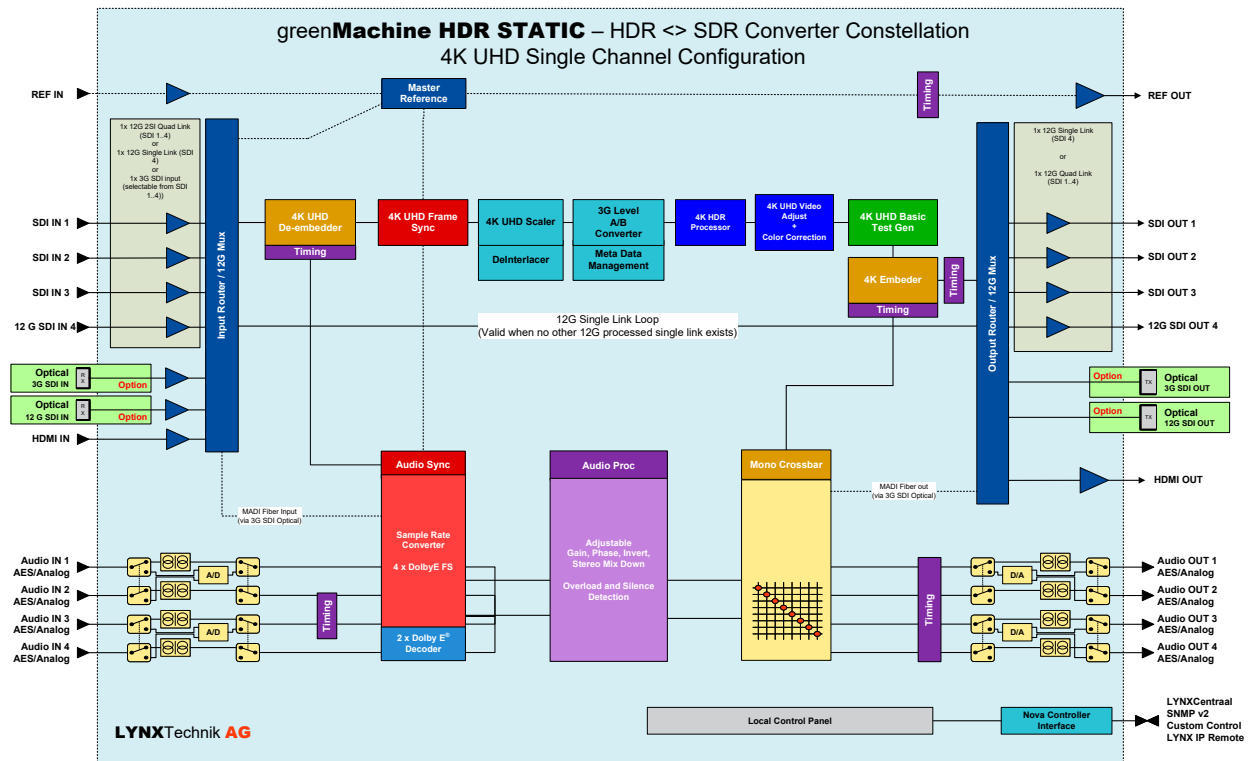 greenMachine HDR STATIC – HDR <> SDR Converter Constellation
4K UHD Single Channel Configuration
REF IN
Master
Reference
Timing
REF OUT
1x 12G 2SI Quad Link
(SDI 1..4)
or
1x 12G Single Link (SDI
4)
or
1x 3G SDI input
(selectable from SDI
1..4))
Input Router / 12G Mux
SDI IN 1
SDI IN 2
SDI IN 3
12 G SDI IN 4
Optical
3G SDI IN
RX
Option
Optical
12 G SDI IN
RX
Option
HDMI IN
4K UHD
De-embedder
Timing
4K UHD Frame
Sync
4K UHD Scaler
DeInterlacer
3G Level
A/B
Converter
Meta Data
Management
4K HDR
Processor
4K UHD Video
Adjust
+
Color Correction
4K UHD Basic
Test Gen
4K Embeder
Timing
Timing
12G Single Link Loop
(Valid when no other 12G processed single link exists)
Output Router / 12G Mux
1x 12G Single Link
(SDI 4)
or
1x 12G Quad Link
(SDI 1..4)
SDI OUT 1
SDI OUT 2
SDI OUT 3
12G SDI OUT 4
Option
TX
Optical
3G SDI OUT
Option
TX
Optical
12G SDI OUT
HDMI OUT
MADI Fiber Input
(via 3G SDI Optical)
Audio Sync
Sample Rate
Converter
4 x DolbyE FS
2 x Dolby E®
Decoder
Audio Proc
Adjustable
Gain, Phase, Invert,
Stereo Mix Down
Overload and Silence
Detection
Mono Crossbar
MADI Fiber out
(via 3G SDI Optical)
Audio IN 1
AES/Analog
Audio IN 2
AES/Analog
Audio IN 3
AES/Analog
Audio IN 4
AES/Analog
A/D
A/D
Timing
Timing
D/A
D/A
Audio OUT 1
AES/Analog
Audio OUT 2
AES/Analog
Audio OUT 3
AES/Analog
Audio OUT 4
AES/Analog
LYNXTechnik AG
Local Control Panel
Nova Controller
Interface
LYNXCentraal
SNMP v2
Custom Control
LYNX IP Remote